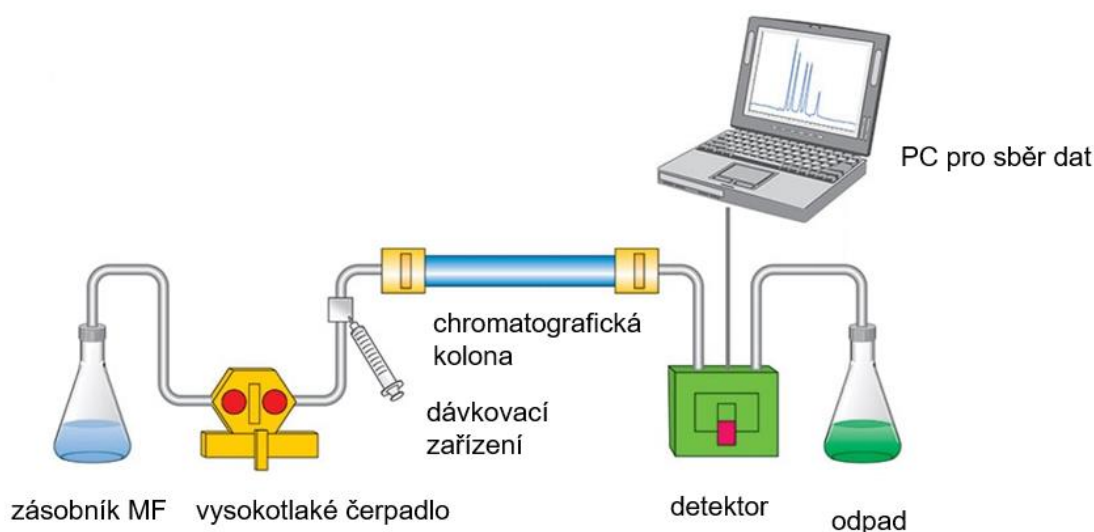 PC pro sběr dat
chromatografická
kolona
dávkovací
zařízení
zásobník MF
vysokotlaké čerpadlo
detektor
odpad